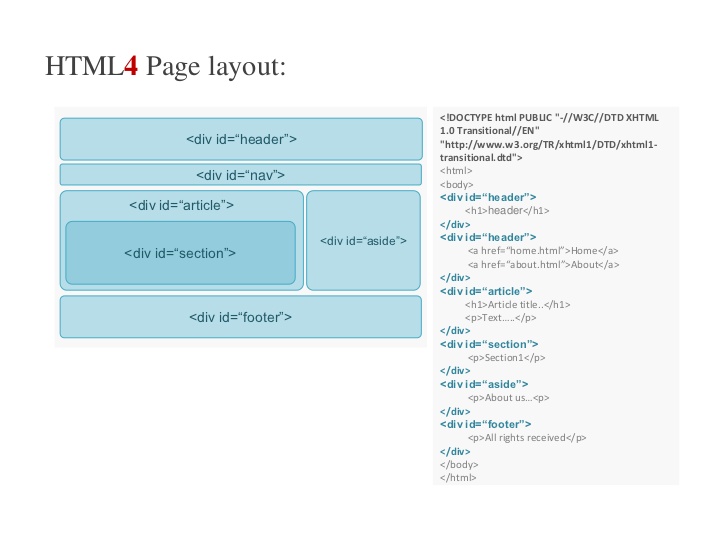 HTML4 Page layout:
<div id=“header”>
<div id=“nav”>
<div id=“article”>
<div id=“section”>
<div id=“aside”>
<div id=“footer”>
<!DOCTYPE html PUBLIC "-//W3C//DTD XHTML
1.0 Transitional//EN"
"http://www.w3.org/TR/xhtml1/DTD/xhtml1-
transitional.dtd">
<html>
<body>
<div id=“header”>
<h1>header</h1>
</div>
<div id=“header”>
<a href=“home.html”>Home</a>
<a href=“about.html”>About</a>
</div>
<div id=“article”>
<h1>Article title..</h1>
<p>Text.....</p>
</div>
<div id=“section”>
<p>Section1</p>
</div>
<div id=“aside”>
<p>About us...<p>
</div>
<div id=“footer”>
<p>All rights received</p>
</div>
</body>
</html>